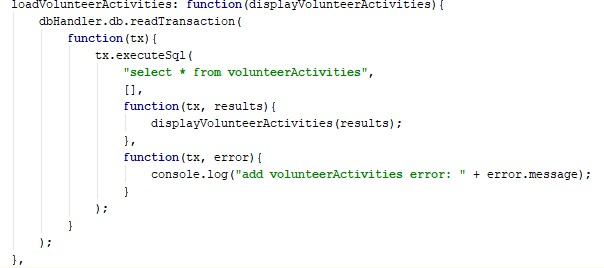 loadVolunteerActivities: function(displayVolunteerActivities){
dbHandler.db.readTransaction(
function(tx){
tx.executeSql(
"select * from volunteerActivities",
[],
function(tx, results){
displayVolunteerActivities(results);
},
function(tx, error){
console.log("add volunteerActivities error: " + error.message);
}
);
}
);
},